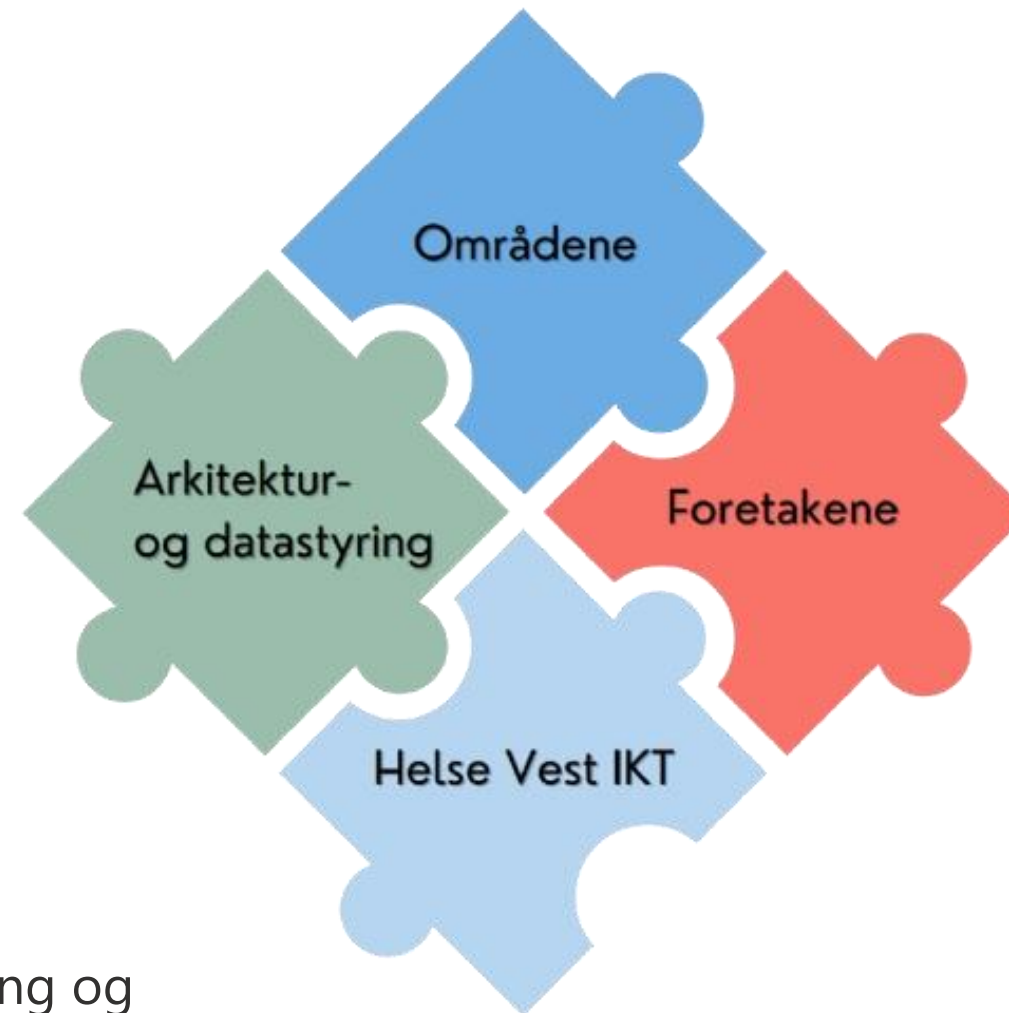 Områdene
Arkitektur-
og datastyring
Foretakene
Helse Vest IKT
ng og